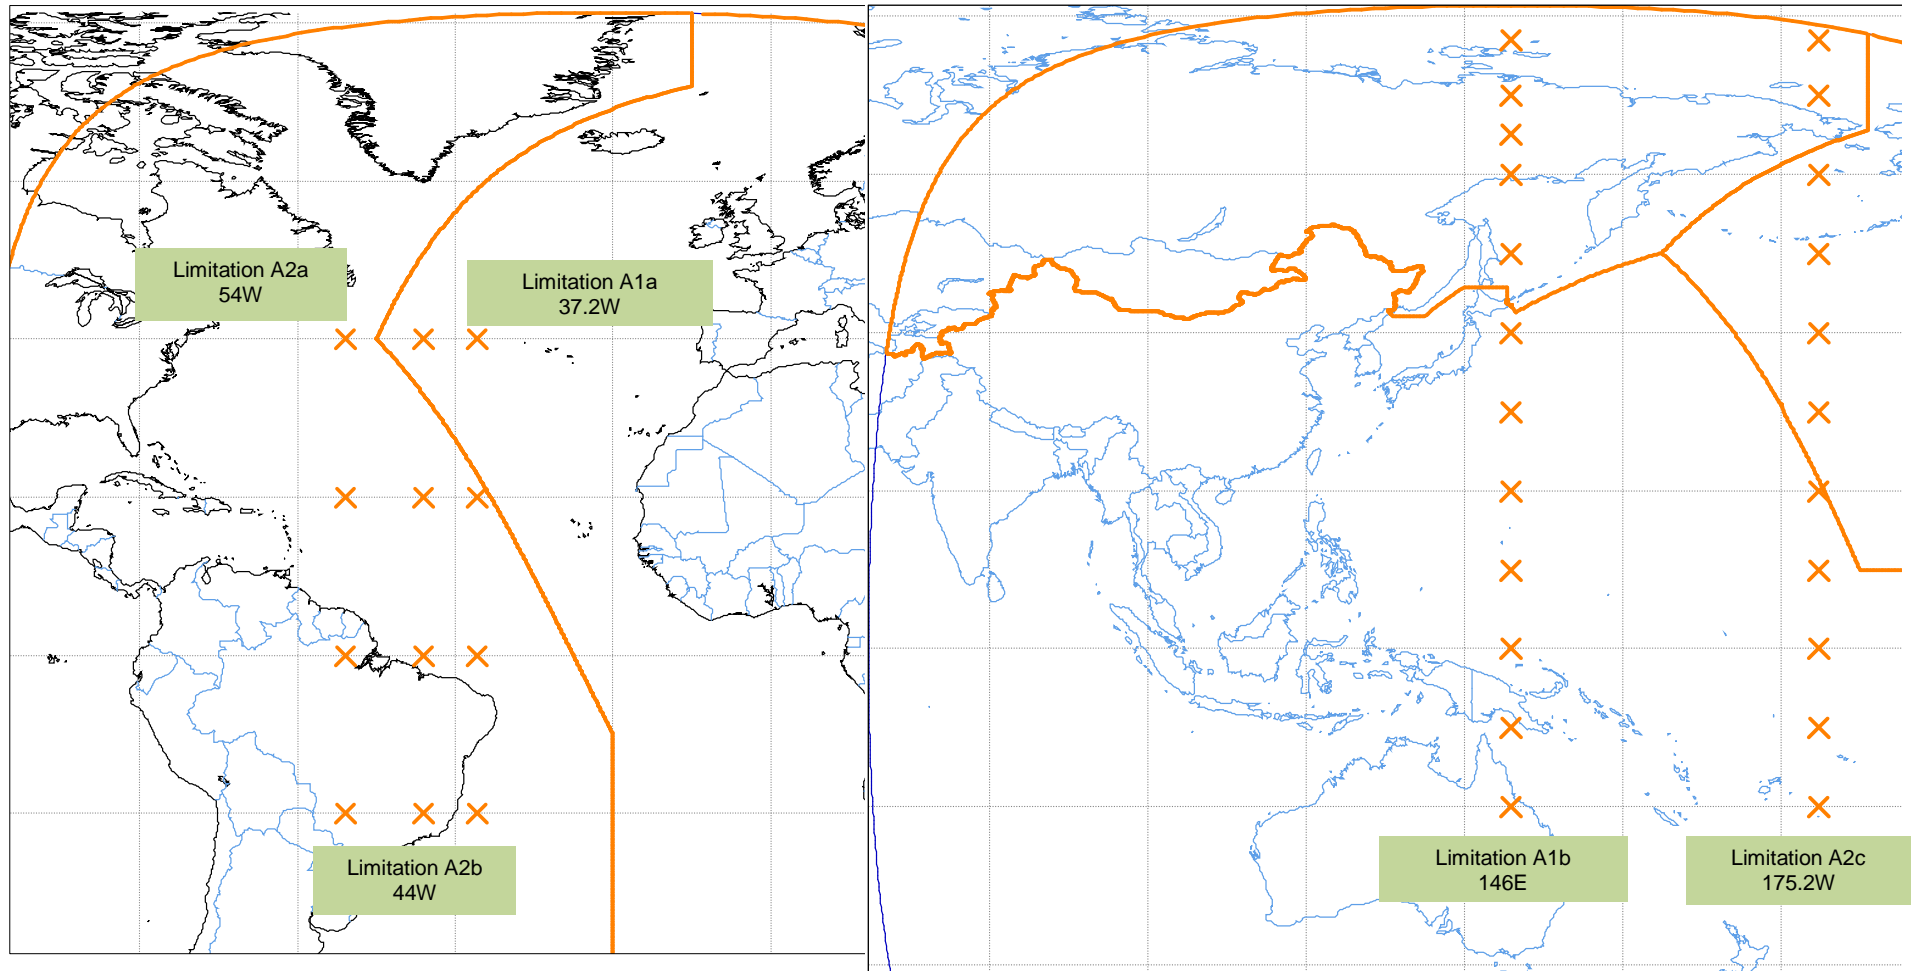 Limitation A2a
54W
Limitation A1a
37.2W
Limitation A2b
44W
Limitation A1b
146E
Limitation A2c
175.2W